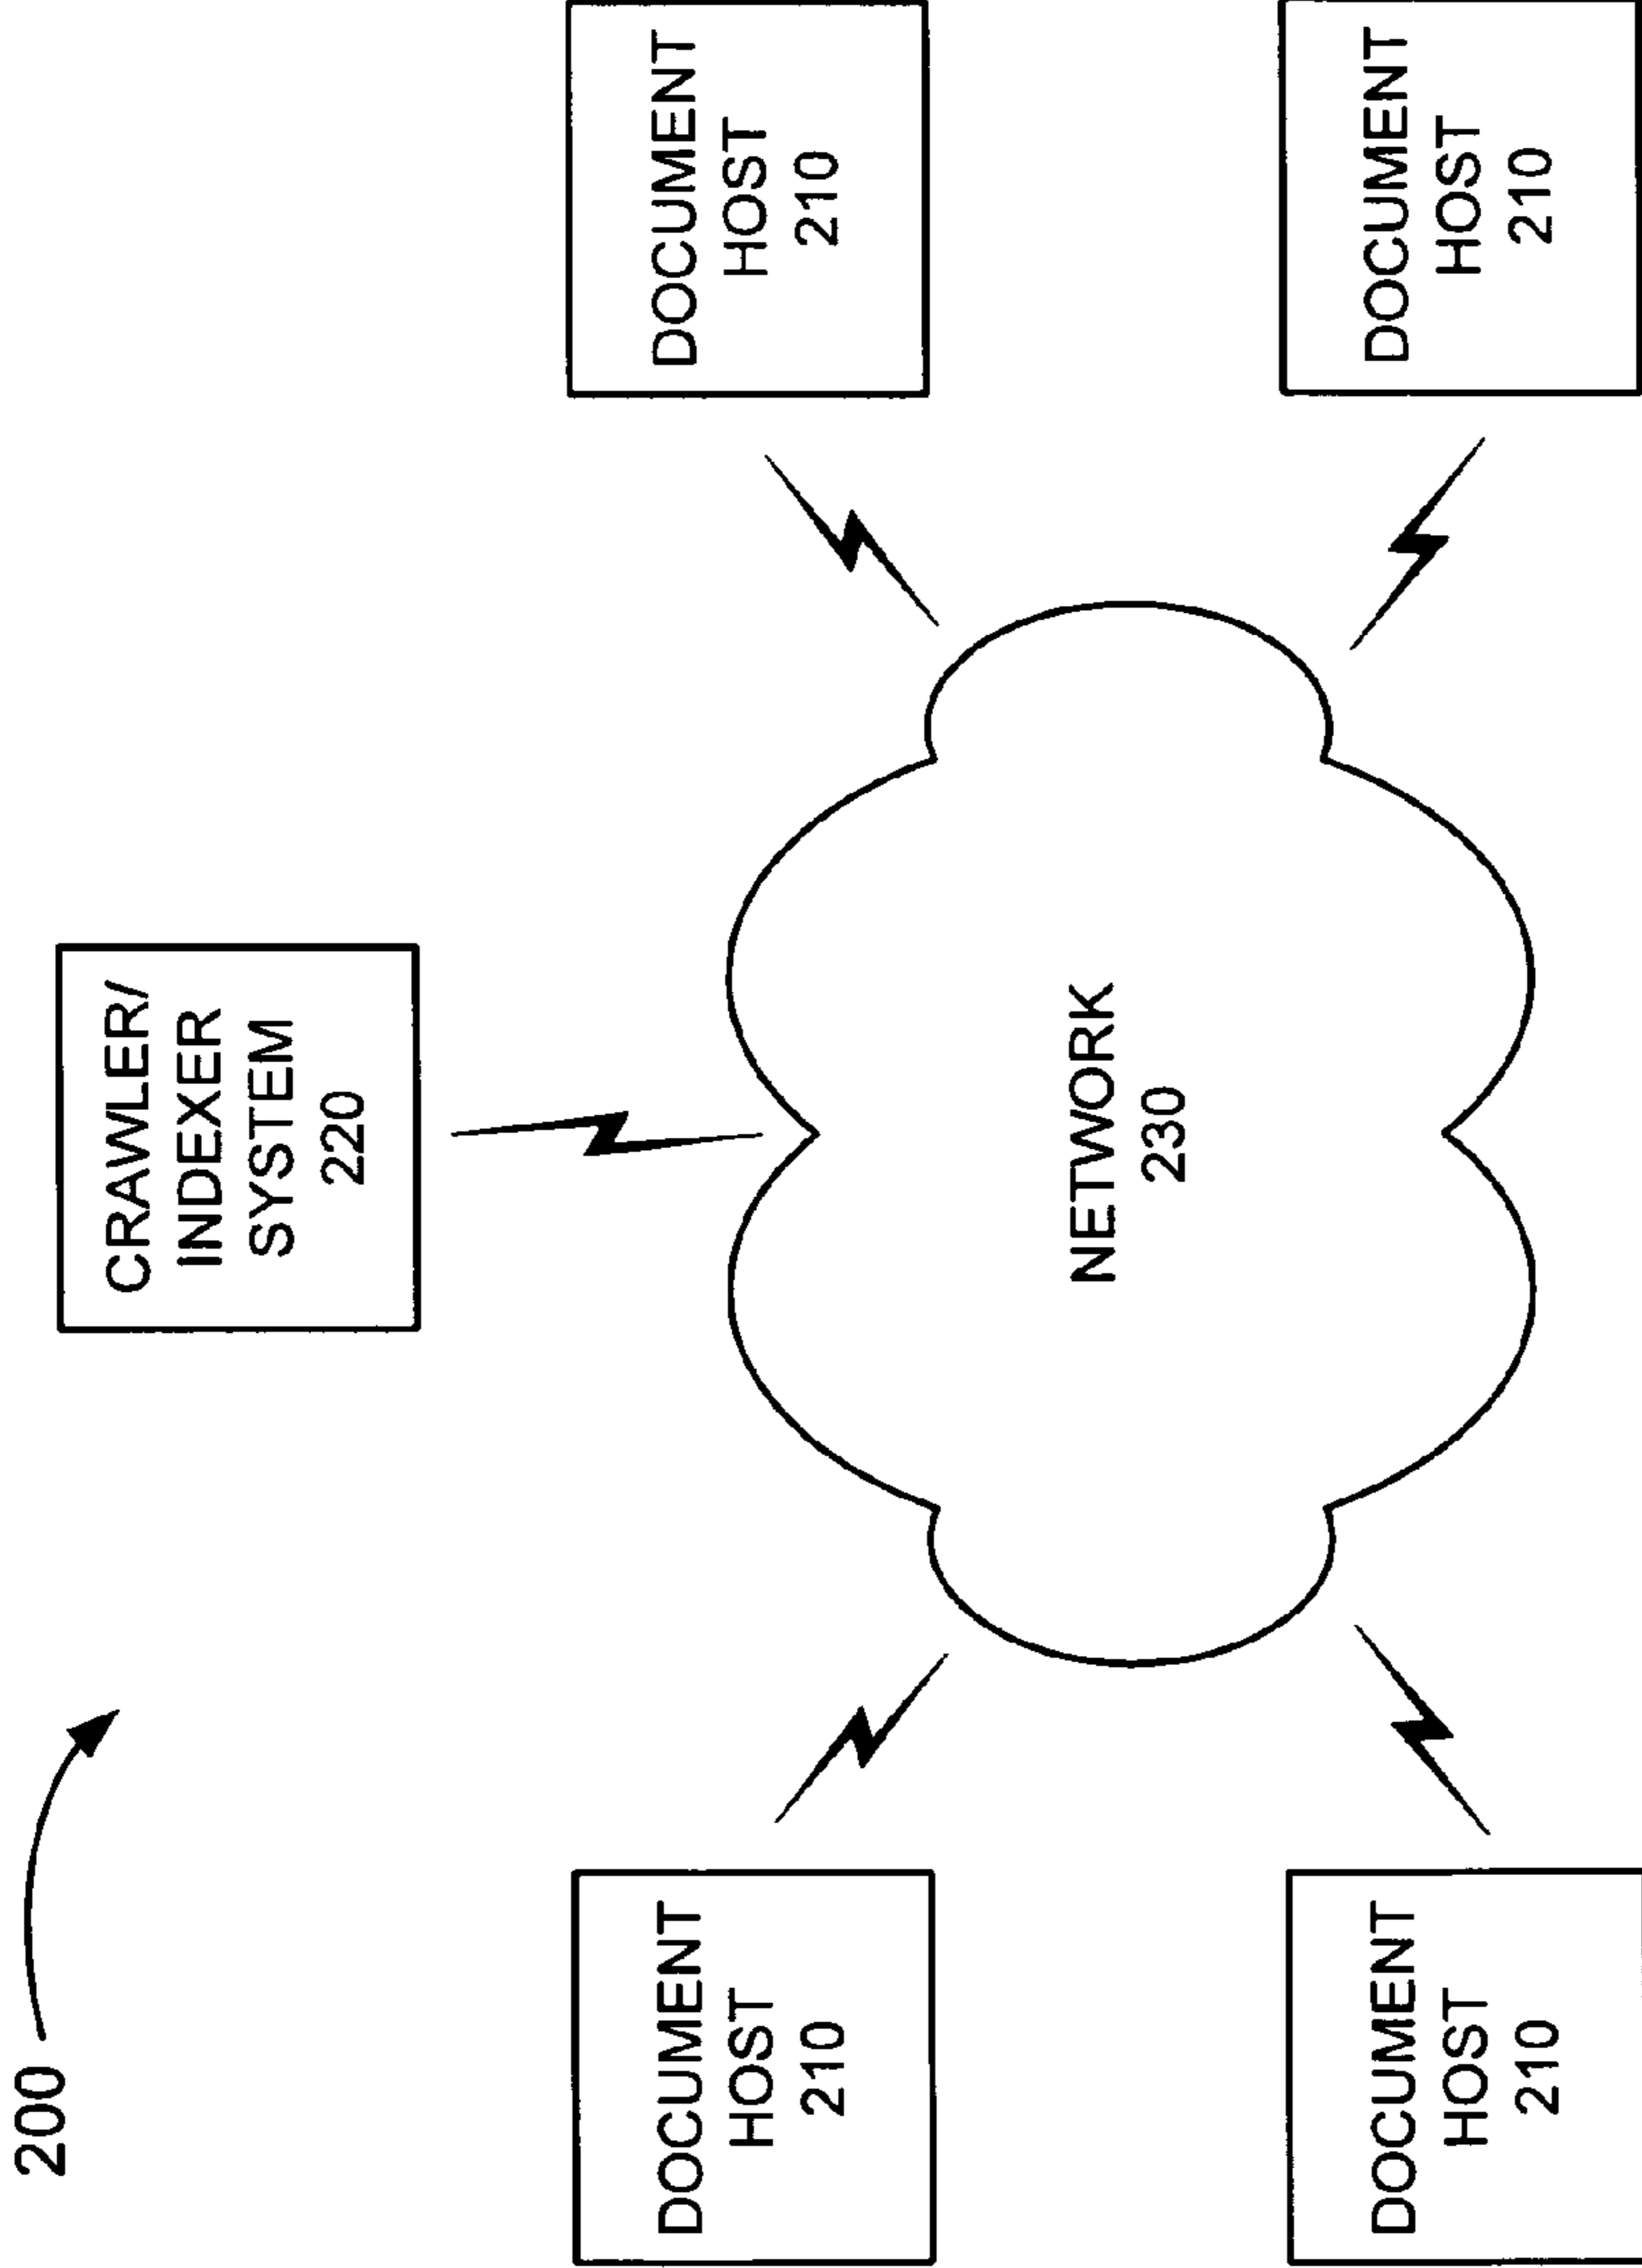 200
CRAWLER/
INDEXER
SYSTEM
220
DOCUMENT
HOST
210
DOCUMENT
HOST
210
NETWORK
230
DOCUMENT
HOST
210
DOCUMENT
HOST
210